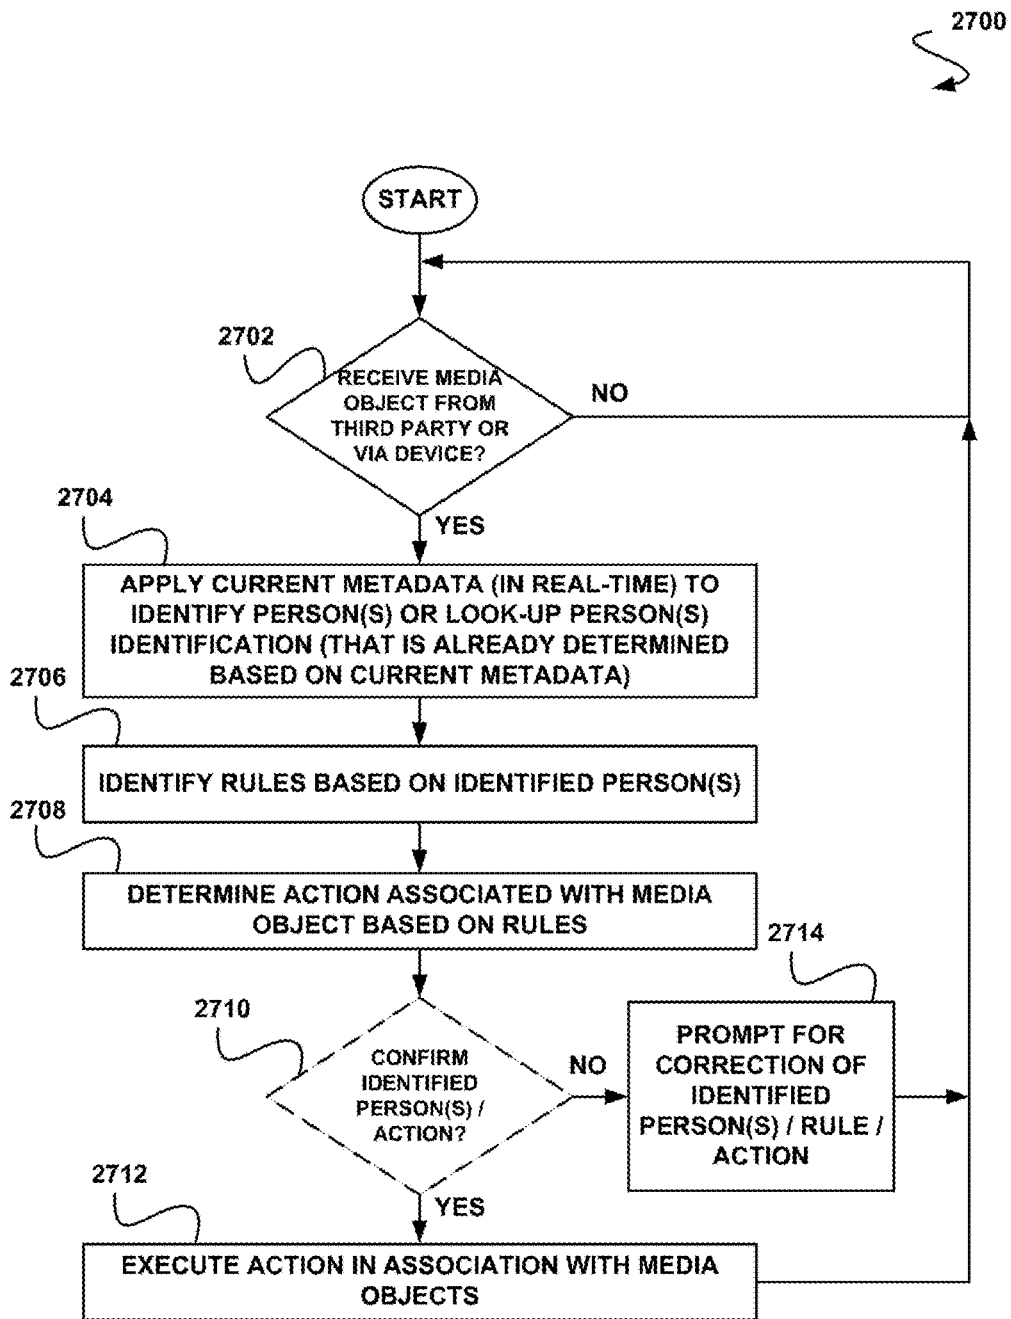 2700
START
2702
RECEIVE MEDIA
OBJECT FROM
THIRD PARTY OR
VIA DEVICE?
NO
YES
2704
APPLY CURRENT METADATA (IN REAL-TIME) TO
IDENTIFY PERSON(S) OR LOOK-UP PERSON(S)
IDENTIFICATION (THAT IS ALREADY DETERMINED
BASED ON CURRENT METADATA)
2706
IDENTIFY RULES BASED ON IDENTIFIED PERSON(S)
2708
DETERMINE ACTION ASSOCIATED WITH MEDIA
OBJECT BASED ON RULES
2710
CONFIRM
IDENTIFIED
PERSON(S) /
ACTION?
NO
2714
PROMPT FOR
CORRECTION OF
IDENTIFIED
PERSON(S) / RULE /
ACTION
YES
2712
EXECUTE ACTION IN ASSOCIATION WITH MEDIA
OBJECTS